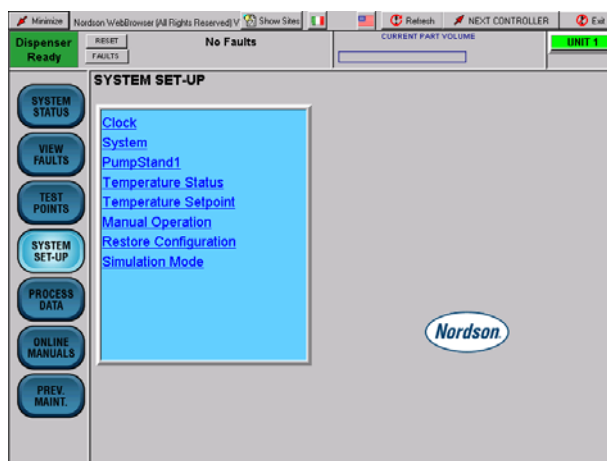 Minimize Nordson WebBrowser (All Rights Reserved) V Show Sites Refresh NEXT CONTROLLER Exit
Dispenser Ready
RESET FAULTS
No Faults
CURRENT PART VOLUME
UNIT 1
SYSTEM SET-UP
SYSTEM STATUS
VIEW FAULTS
TEST POINTS
SYSTEM SET-UP
PROCESS DATA
ONLINE MANUALS
PREV. MAINT.
Clock
System
PumpStand1
Temperature Status
Temperature Setpoint
Manual Operation
Restore Configuration
Simulation Mode
Nordson